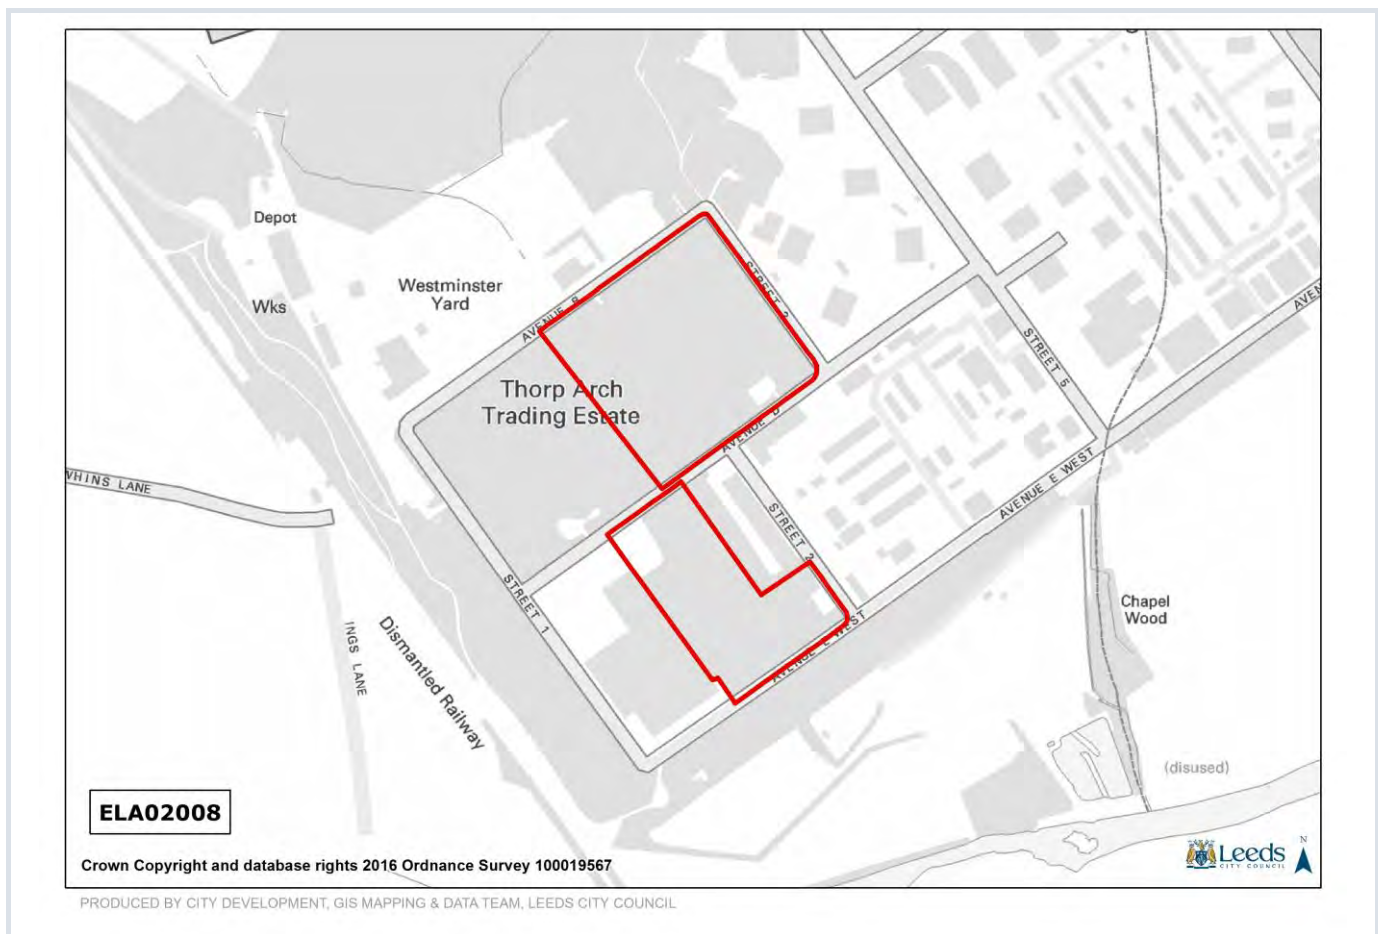 Depot
Westminster
Yard
Wks
AVENUE B
STREET 2
AVENUE
Thorp Arch
Trading Estate
STREET 5
AVENUE D
WHINS LANE
AVENUE E WEST
STREET 2
STREET 1
Chapel
Wood
INGS LANE
Dismantled Railway
AVENUE E WEST
(disused)
ELA02008
Crown Copyright and database rights 2016 Ordnance Survey 100019567
Leeds
CITY COUNCIL
N
PRODUCED BY CITY DEVELOPMENT, GIS MAPPING & DATA TEAM, LEEDS CITY COUNCIL